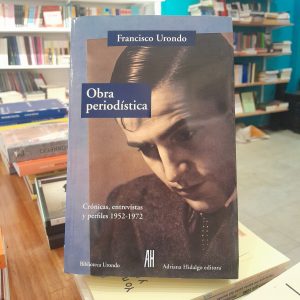 Francisco Urondo
Obra
periodística
Crónicas, entrevistas
y perfiles 1952-1972
Biblioteca Urondo
AH
Adriana Hidalgo editora